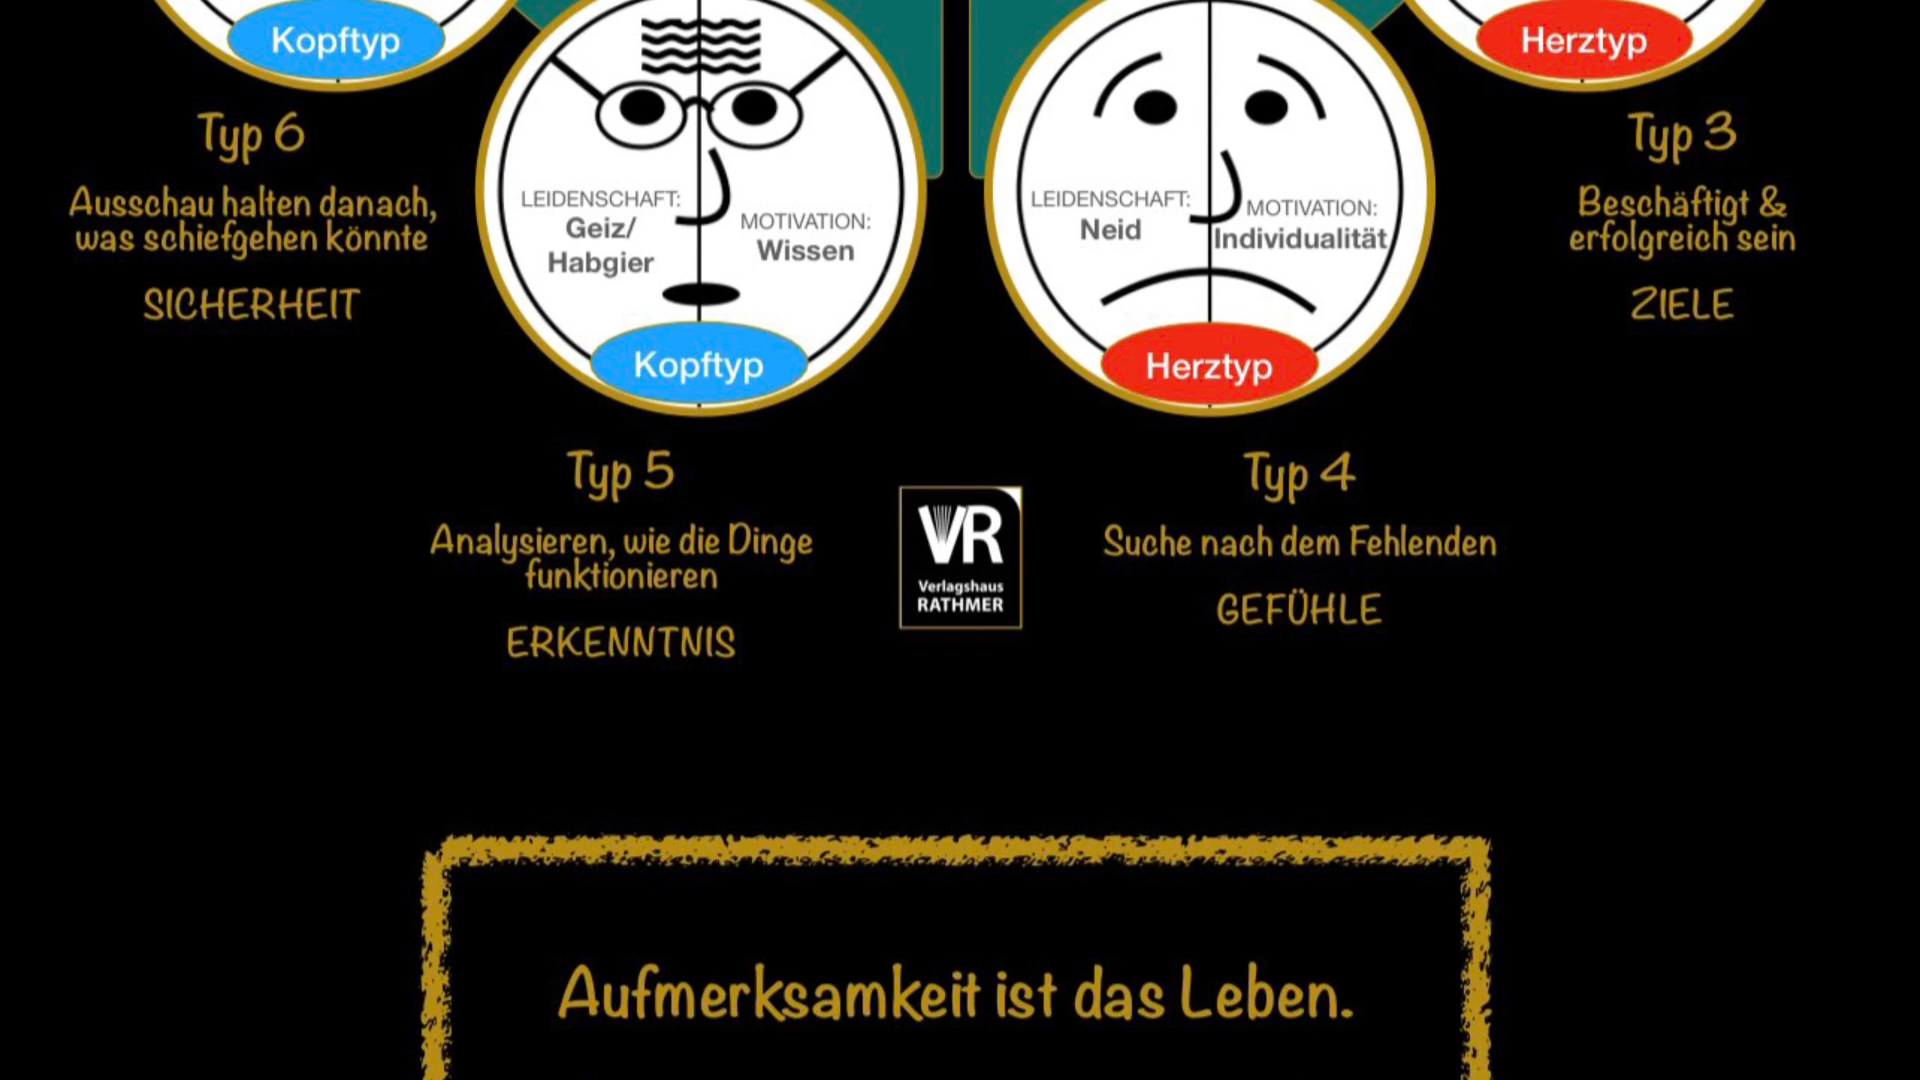 Kopftyp
Herztyp
Typ 6
Ausschau halten danach,
was schiefgehen könnte
SICHERHEIT
LEIDENSCHAFT:
Geiz/
Habgier
MOTIVATION:
Wissen
Kopftyp
LEIDENSCHAFT:
Neid
MOTIVATION:
Individualität
Herztyp
Typ 3
Beschäftigt &
erfolgreich sein
ZIELE
Typ 5
Analysieren, wie die Dinge
funktionieren
ERKENNTNIS
VR
Verlagshaus
RATHMER
Typ 4
Suche nach dem Fehlenden
GEFÜHLE
Aufmerksamkeit ist das Leben.